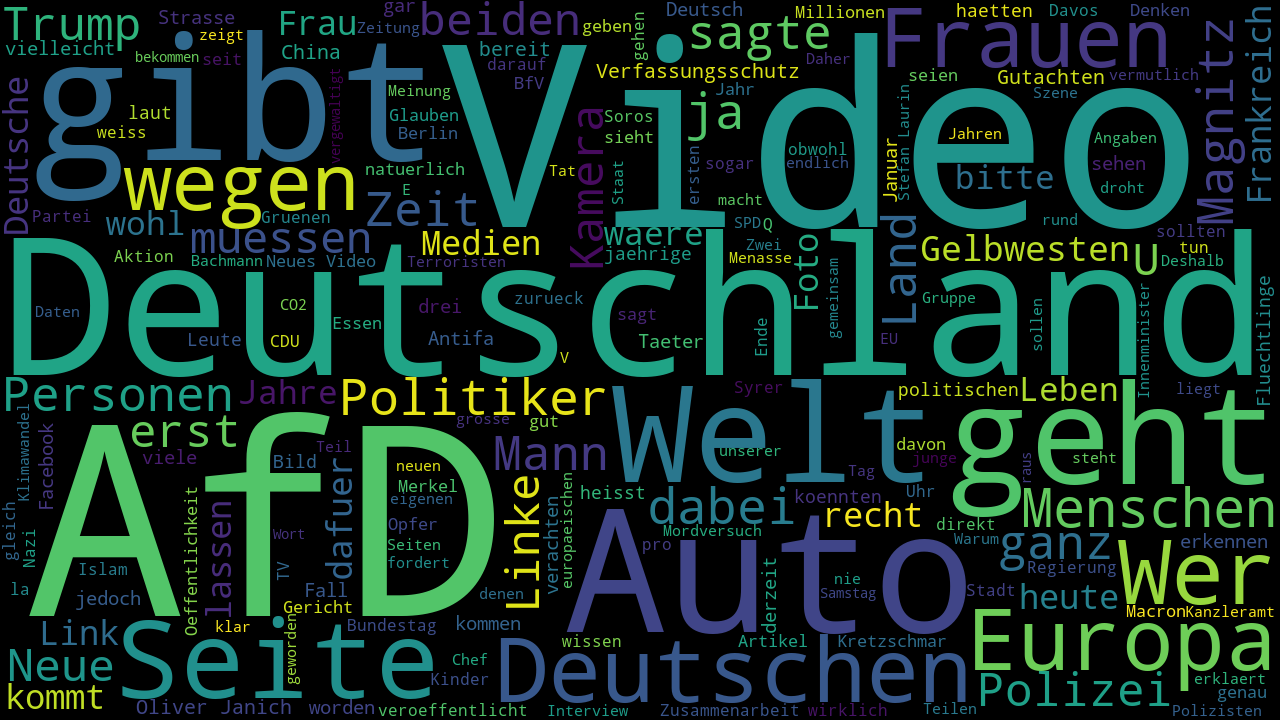 Trump
Strasse
gar
Frau
zeigt
Zeitung
beiden
geben
Deutsch
Millionen
haetten
Davos
Denken
vielleicht
bekommen
seit
China
bereit
darauf
BfV
gehen
sagte
Daher
Frauen
Magnitz
Frankreich
Deutsche
gibt
laut
weiss
vergewaltigt
Meinung
Glauben
Berlin
Video
Verfassungsschutz
Jahr
seien
Gutachten
vermutlich
Szene
Kamera
Soros
sieht
ja
obwohl
endlich
Stefan Laurin
Januar
Jahren
Angaben
sehen
droht
wegen
natuerlich
E
Tat
Staat
ersten
sogar
macht
bitte
Partei
wohl
Gruenen
Zeit
waere
SPD
Q
rund
sollten
muessen
Medien
jaehrige
Zwei
Menasse
Foto
gemeinsam
Land
Gelbwesten
U
tun
Deshalb
Aktion
Bachmann
Neues Video
Terroristen
Deutschland
Daten
CO2
zurueck
drei
sagt
Gruppe
sollen
Innenminister
Fluechtlinge
Leute
CDU
Essen
Antifa
V
Taeter
Ende
EU
Personen
Jahre
Politiker
Syrer
Welt
politischen
Leben
liegt
geht
erst
grosse
gut
Mann
viele
Teil
Bild
neuen
Merkel
eigenen
unserer
davon
junge
steht
raus
Klimawandel
Facebook
AfD
dafuer
Opfer
Seiten
fordert
Linke
heisst
dabei
koennten
Tag
Uhr
recht
direkt
Menschen
gleich
Nazi
Oeffentlichkeit
lassen
Wort
verachten
europaeischen
Mordversuch
pro
Auto
Warum
ganz
erkennen
Regierung
Wer
la
Islam
jedoch
TV
Fall
Gericht
denen
derzeit
nie
Samstag
Stadt
heute
Macron
Kanzleramt
Link
klar
Seite
geworden
Bundestag
kommen
wissen
Artikel
Kretzschmar
Europa
Neue
Chef
Kinder
Deutschen
Polizei
erklaert
genau
kommt
Oliver Janich
worden
veroeffentlicht
Interview
Zusammenarbeit
wirklich
Teilen
Polizisten